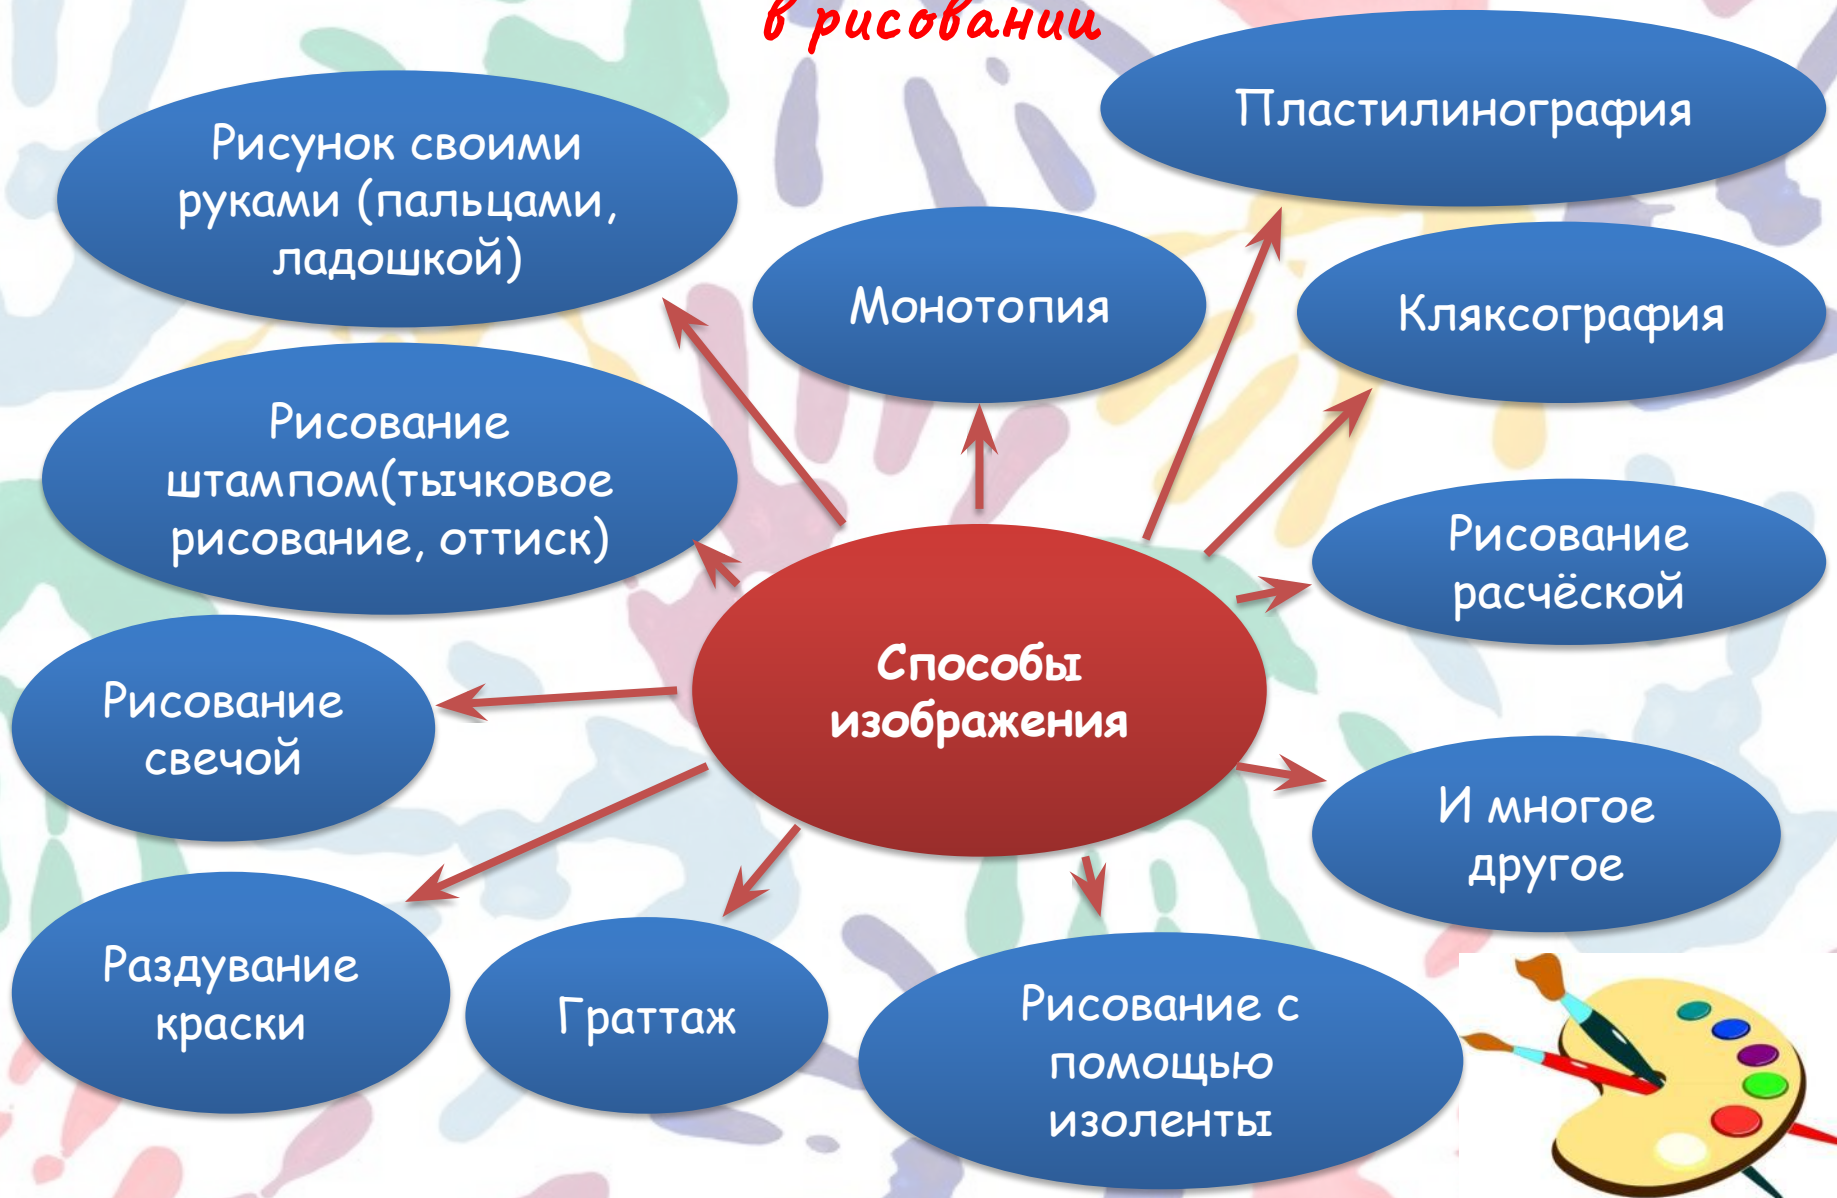 в рисовании
Рисунок своими
руками (пальцами,
ладошкой)
Монотопия
Пластилинография
Кляксография
Рисование
штампом(тычковое
рисование, оттиск)
Рисование
расчёской
Способы
изображения
Рисование
свечой
И многое
другое
Раздувание
краски
Граттаж
Рисование с
помощью
изоленты